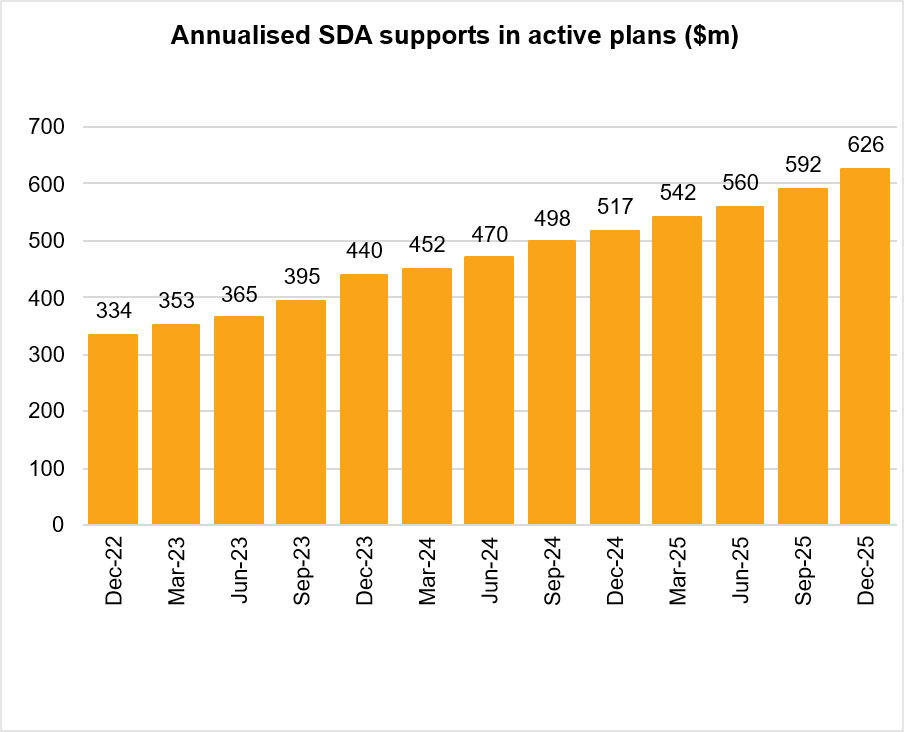 Annualised SDA supports in active plans ($m)
700
600
500
400
300
200
100
0
334
353
365
395
440
452
470
498
517
542
560
592
626
Dec-22
Mar-23
Jun-23
Sep-23
Dec-23
Mar-24
Jun-24
Sep-24
Dec-24
Mar-25
Jun-25
Sep-25
Dec-25